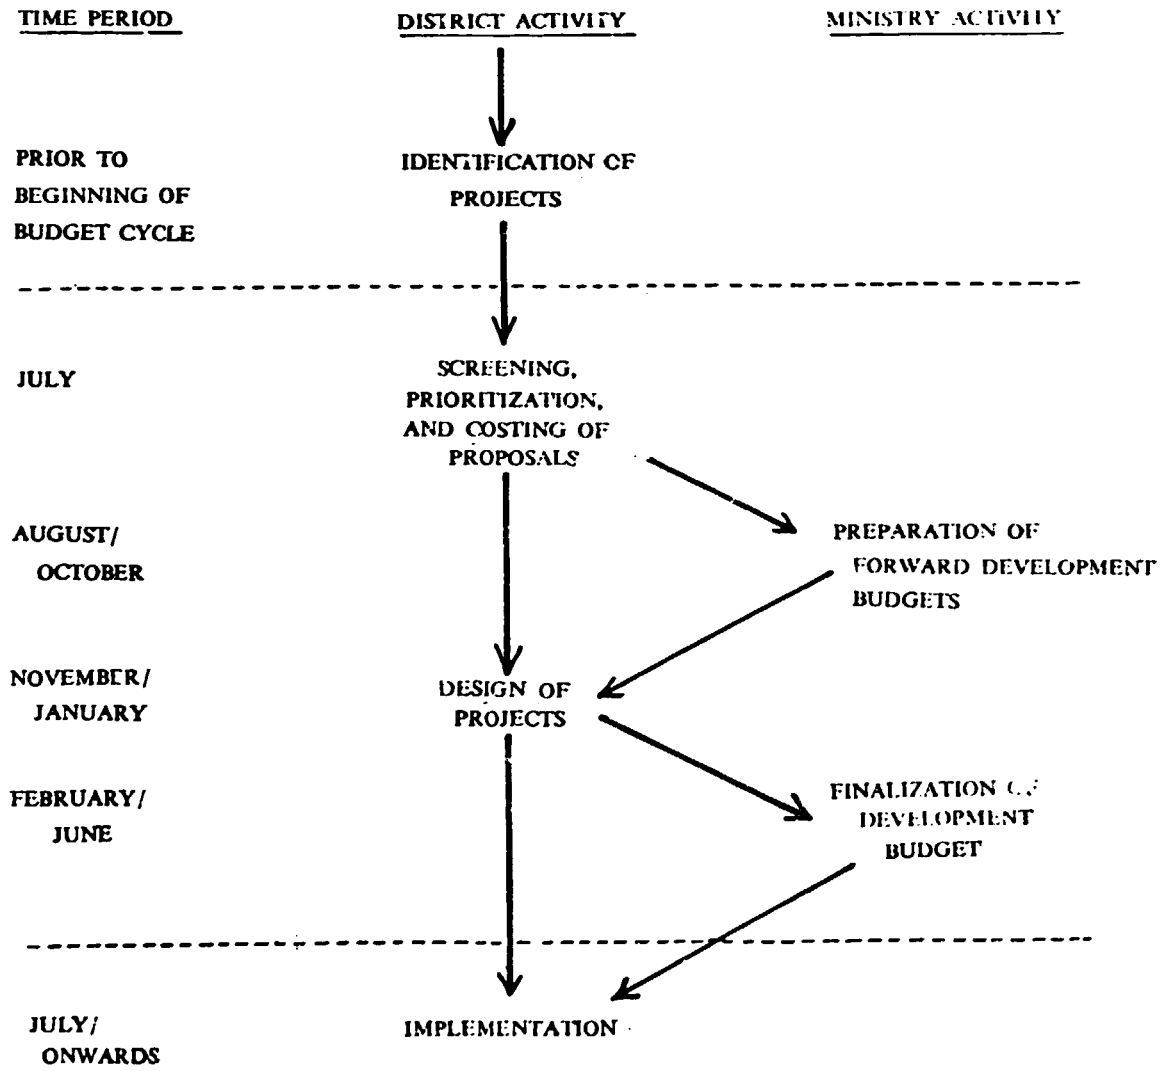 TIME PERIOD
DISTRICT ACTIVITY
MINISTRY ACTIVITY
PRIOR TO
BEGINNING OF
BUDGET CYCLE
IDENTIFICATION OF
PROJECTS
JULY
SCREENING,
PRIORITIZATION,
AND COSTING OF
PROPOSALS
AUGUST/
OCTOBER
PREPARATION OF
FORWARD DEVELOPMENT
BUDGETS
NOVEMBER/
JANUARY
DESIGN OF
PROJECTS
FEBRUARY/
JUNE
FINALIZATION OF
DEVELOPMENT
BUDGET
JULY/
ONWARDS
IMPLEMENTATION